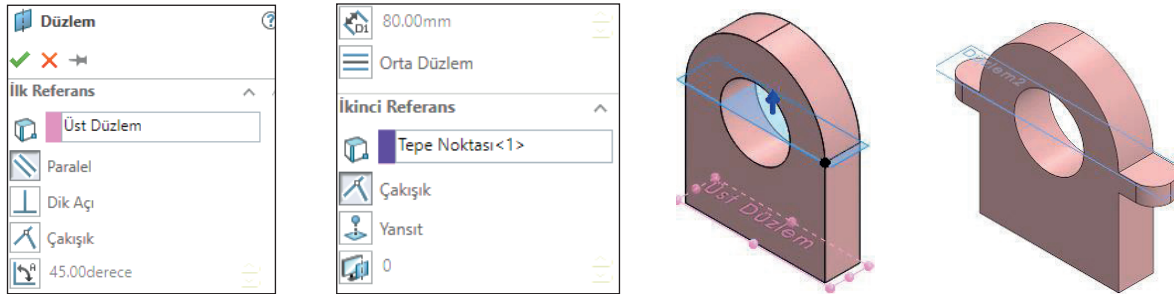 Düzlem
İlk Referans
Üst Düzlem
Paralel
Dik Açı
Çakışık
45.00derece
D1 80.00mm
Orta Düzlem
İkinci Referans
Tepe Noktası<1>
Çakışık
Yansıt
0
Üst Düzlem
Düzlem2